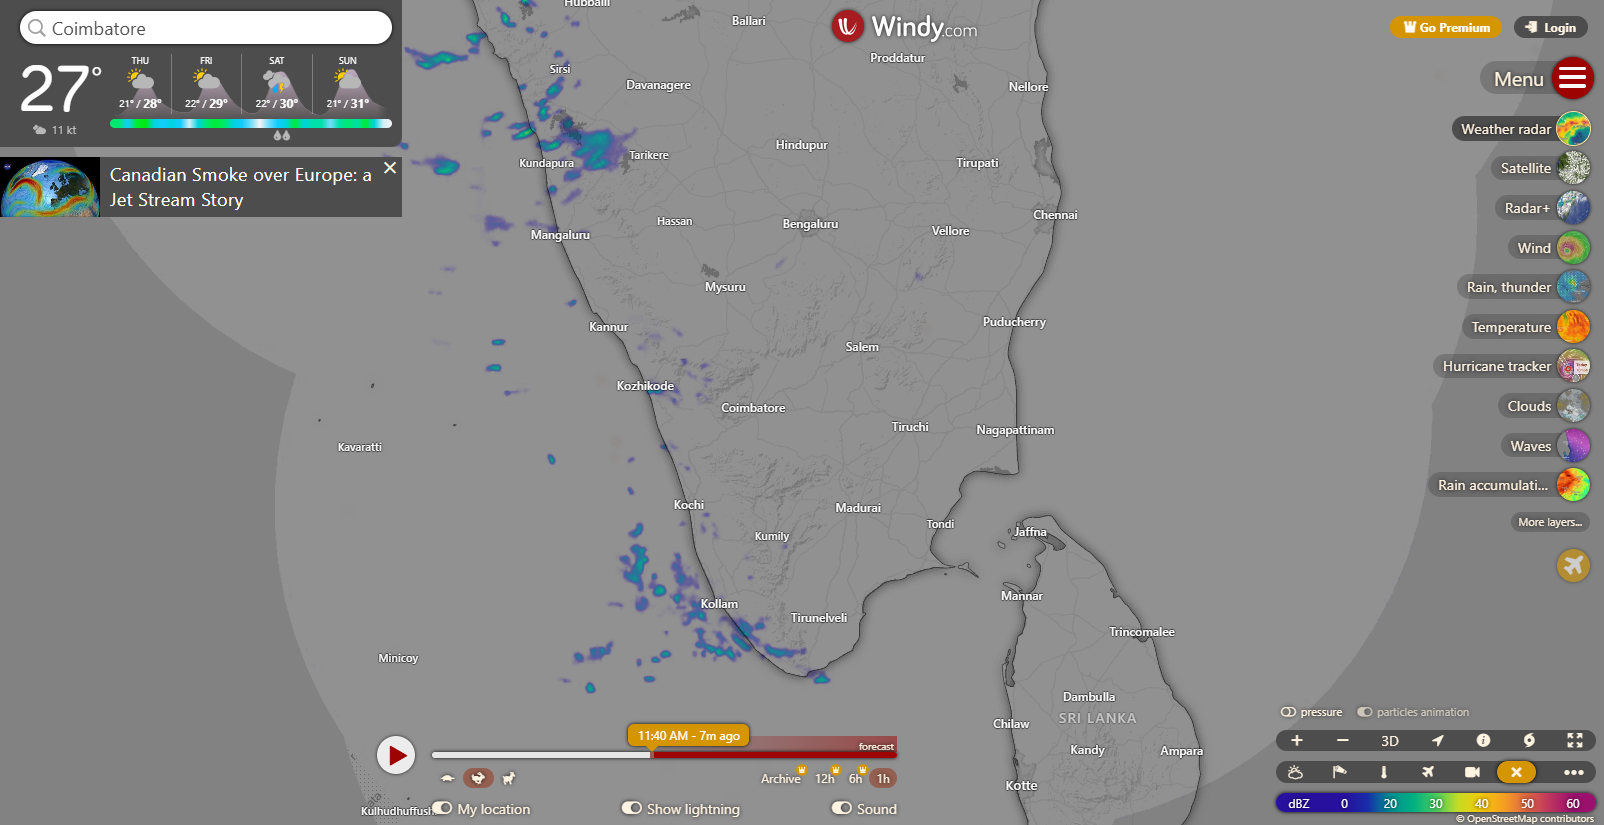 Coimbatore
27°
11 kt
THU
FRI
SAT
SUN
21° / 28°
22° / 29°
22° / 30°
21° / 31°
Canadian Smoke over Europe: a
Jet Stream Story
Windy.com
Go Premium
Login
Menu
Weather radar
Satellite
Radar+
Wind
Rain, thunder
Temperature
Hurricane tracker
Clouds
Waves
Rain accumulati...
More layers...
Hubballi
Ballari
Proddatur
Sirsi
Davanagere
Nellore
Hindupur
Kundapura
Tarikere
Tirupati
Chennai
Hassan
Bengaluru
Vellore
Mangaluru
Mysuru
Puducherry
Kannur
Salem
Kozhikode
Coimbatore
Tiruchi
Nagapattinam
Kavaratti
Kochi
Madurai
Tondi
Jaffna
Kumily
Mannar
Kollam
Tirunelveli
Trincomalee
Minicoy
Dambulla
Chilaw
SRI LANKA
Kandy
Ampara
Kotte
Kulhudhuffushi
11:40 AM - 7m ago
forecast
Archive
12h
6h
1h
My location
Show lightning
Sound
pressure
particles animation
+
−
3D
dBZ
0
20
30
40
50
60
© OpenStreetMap contributors